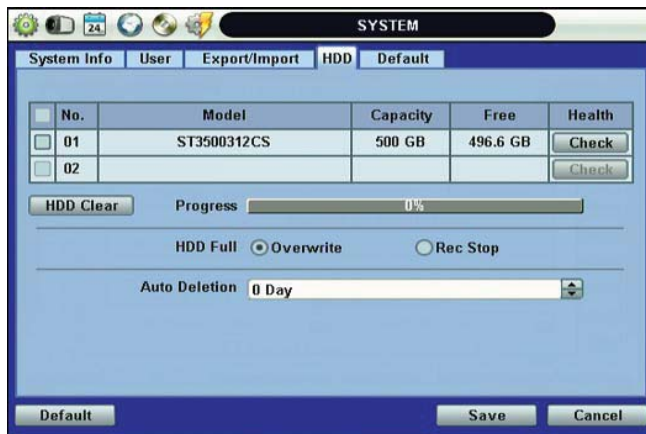 24
SYSTEM
System Info User Export/Import HDD Default
No. Model Capacity Free Health
01 ST3500312CS 500 GB 496.6 GB Check
02 Check
HDD Clear Progress 0%
HDD Full Overwrite Rec Stop
Auto Deletion 0 Day
Default Save Cancel